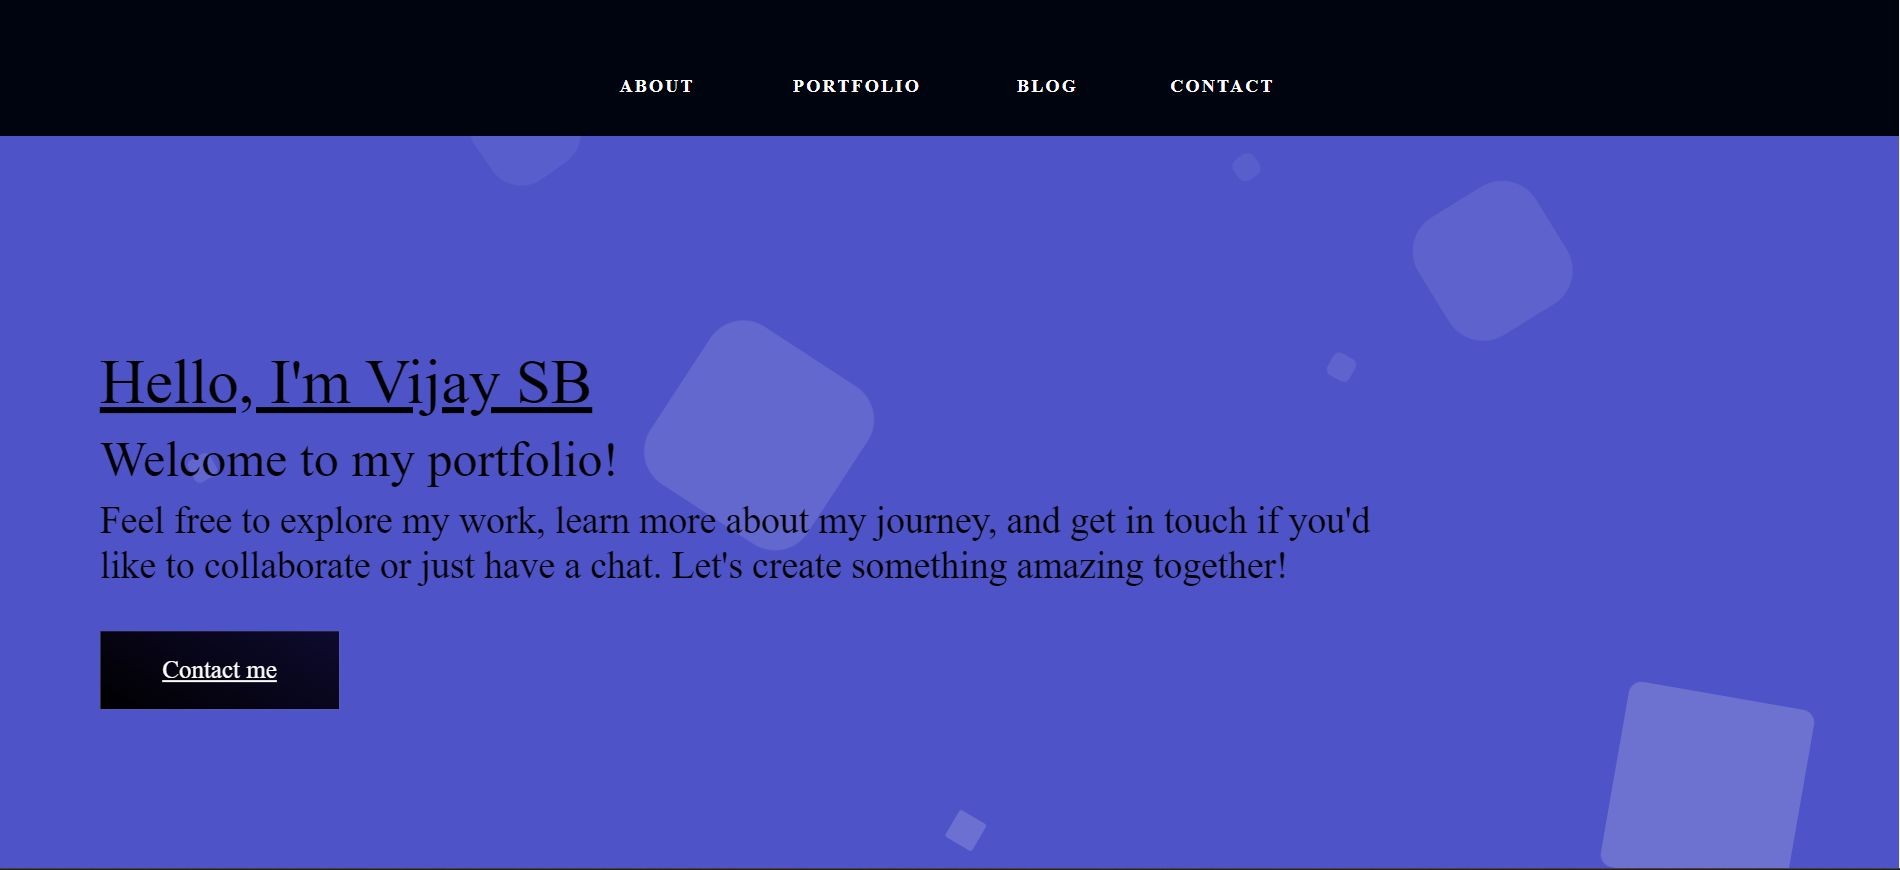 ABOUT PORTFOLIO BLOG CONTACT
Hello, I'm Vijay SB
Welcome to my portfolio!
Feel free to explore my work, learn more about my journey, and get in touch if you'd
like to collaborate or just have a chat. Let's create something amazing together!
Contact me